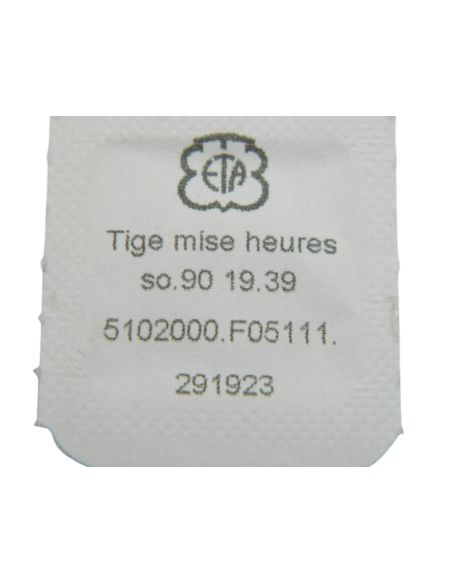 ETA
Tige mise heures
so.90 19.39
5102000.F05111.
291923